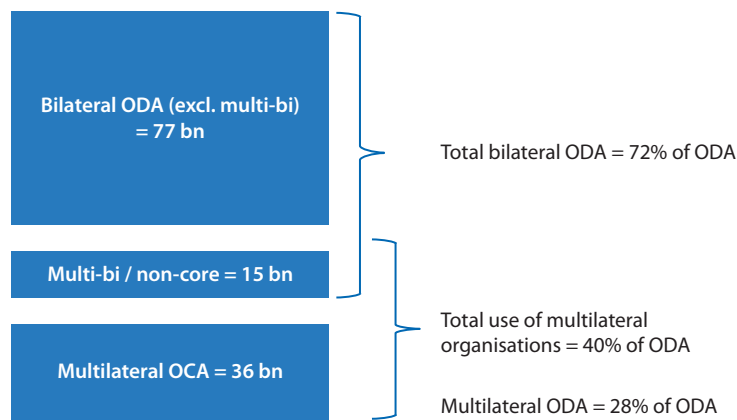 Bilateral ODA (excl. multi-bi)
= 77 bn
Total bilateral ODA = 72% of ODA
Multi-bi / non-core = 15 bn
Total use of multilateral
organisations = 40% of ODA
Multilateral OCA = 36 bn
Multilateral ODA = 28% of ODA